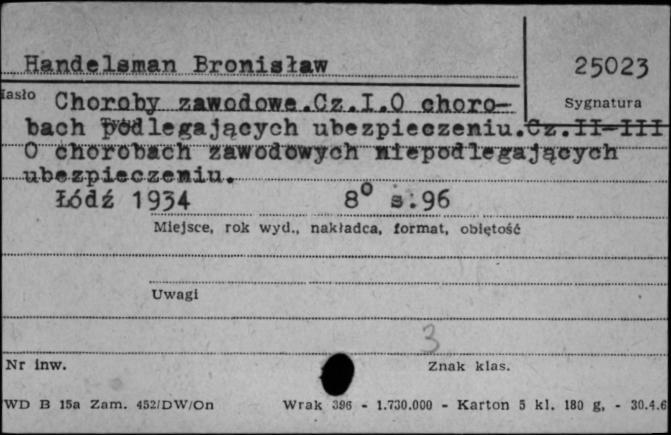 Handelsman Bronisław
25023
Hasło
Sygnatura
Choroby zawodowe.Cz.I.O choro-
bach podlegających ubezpieczeniu.Cz.II-III
O chorobach zawodowych niepodlegających
ubezpieczeniu.
Łódź 1934 8° s.96
Miejsce, rok wyd., nakładca, format, objętość
Uwagi
3
Nr inw.
Znak klas.
WD B 15a Zam. 452/DW/On Wrak 396 - 1.730.000 - Karton 5 kl. 180 g. - 30.4.6